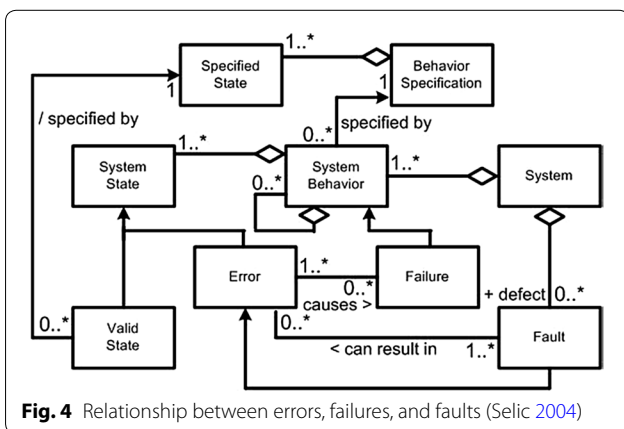 1..*
Specified
State
Behavior
Specification
1
1
/ specified by
0..*
specified by
1..*
System
State
0..*
System
Behavior
1..*
System
Error
1..*
0..*
causes >
Failure
+ defect
0..*
0..*
Valid
State
0..*
< can result in
1..*
Fault
Fig. 4 Relationship between errors, failures, and faults (Selic 2004)